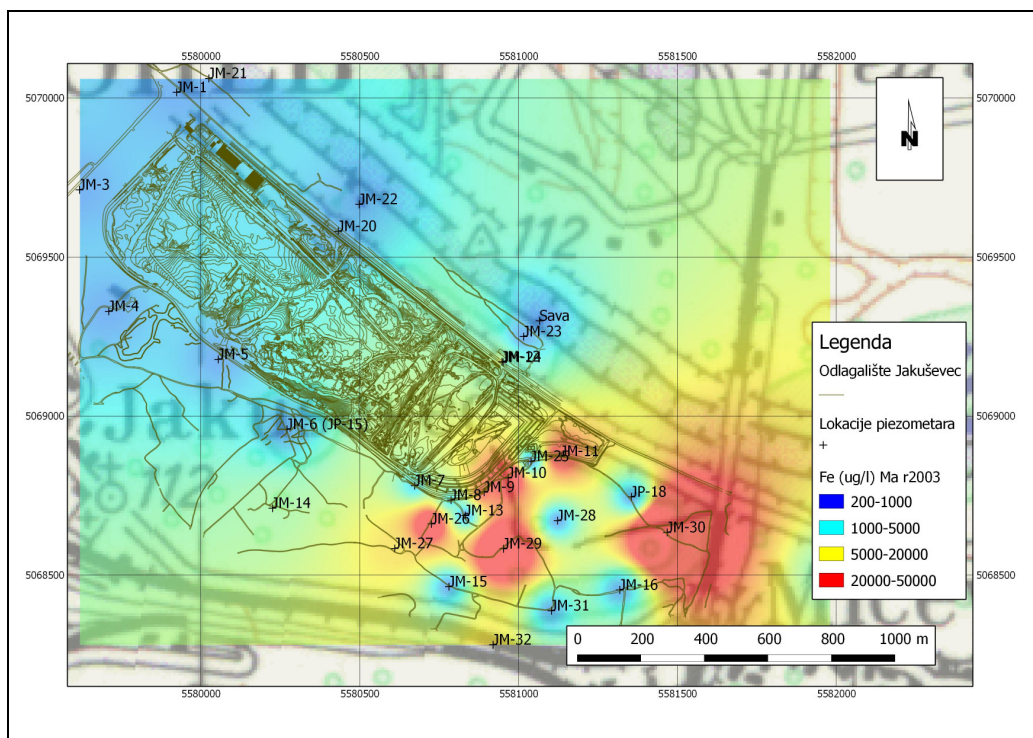 5580000 5580500 5581000 5581500 5582000
JM-21
JM-1
5070000 5070000
N
JM-3
JM-22
JM-20
112
5069500 5069500
JM-4
Sava
JM-23
JM-5
Legenda
Odlagalište Jakuševec
Lokacije piezometara
Fe (ug/l) Ma r2003
200-1000
1000-5000
5000-20000
20000-50000
5069000 5069000
JM-6 (JP-15)
JM-11
JM-25
JM-10
JM-7
JM-9
JM-8
JP-18
112
JM-14
JM-13
JM-28
JM-26
JM-30
JM-27
JM-29
5068500 5068500
JM-15
JM-16
JM-31
JM-32
0 200 400 600 800 1000 m
5580000 5580500 5581000 5581500 5582000